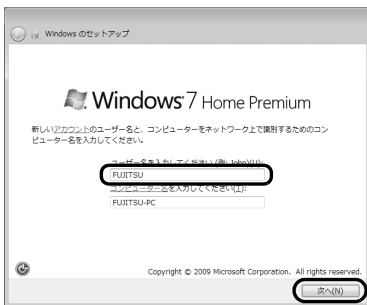 Windows のセットアップ
Windows 7 Home Premium
新しいアカウントのユーザー名と、コンピューターをネットワーク上で識別するためのコン
ピューター名を入力してください。
ユーザー名を入力してください (例: John)(U):
FUJITSU
コンピューター名を入力してください(T):
FUJITSU-PC
Copyright © 2009 Microsoft Corporation. All rights reserved.
次へ(N)